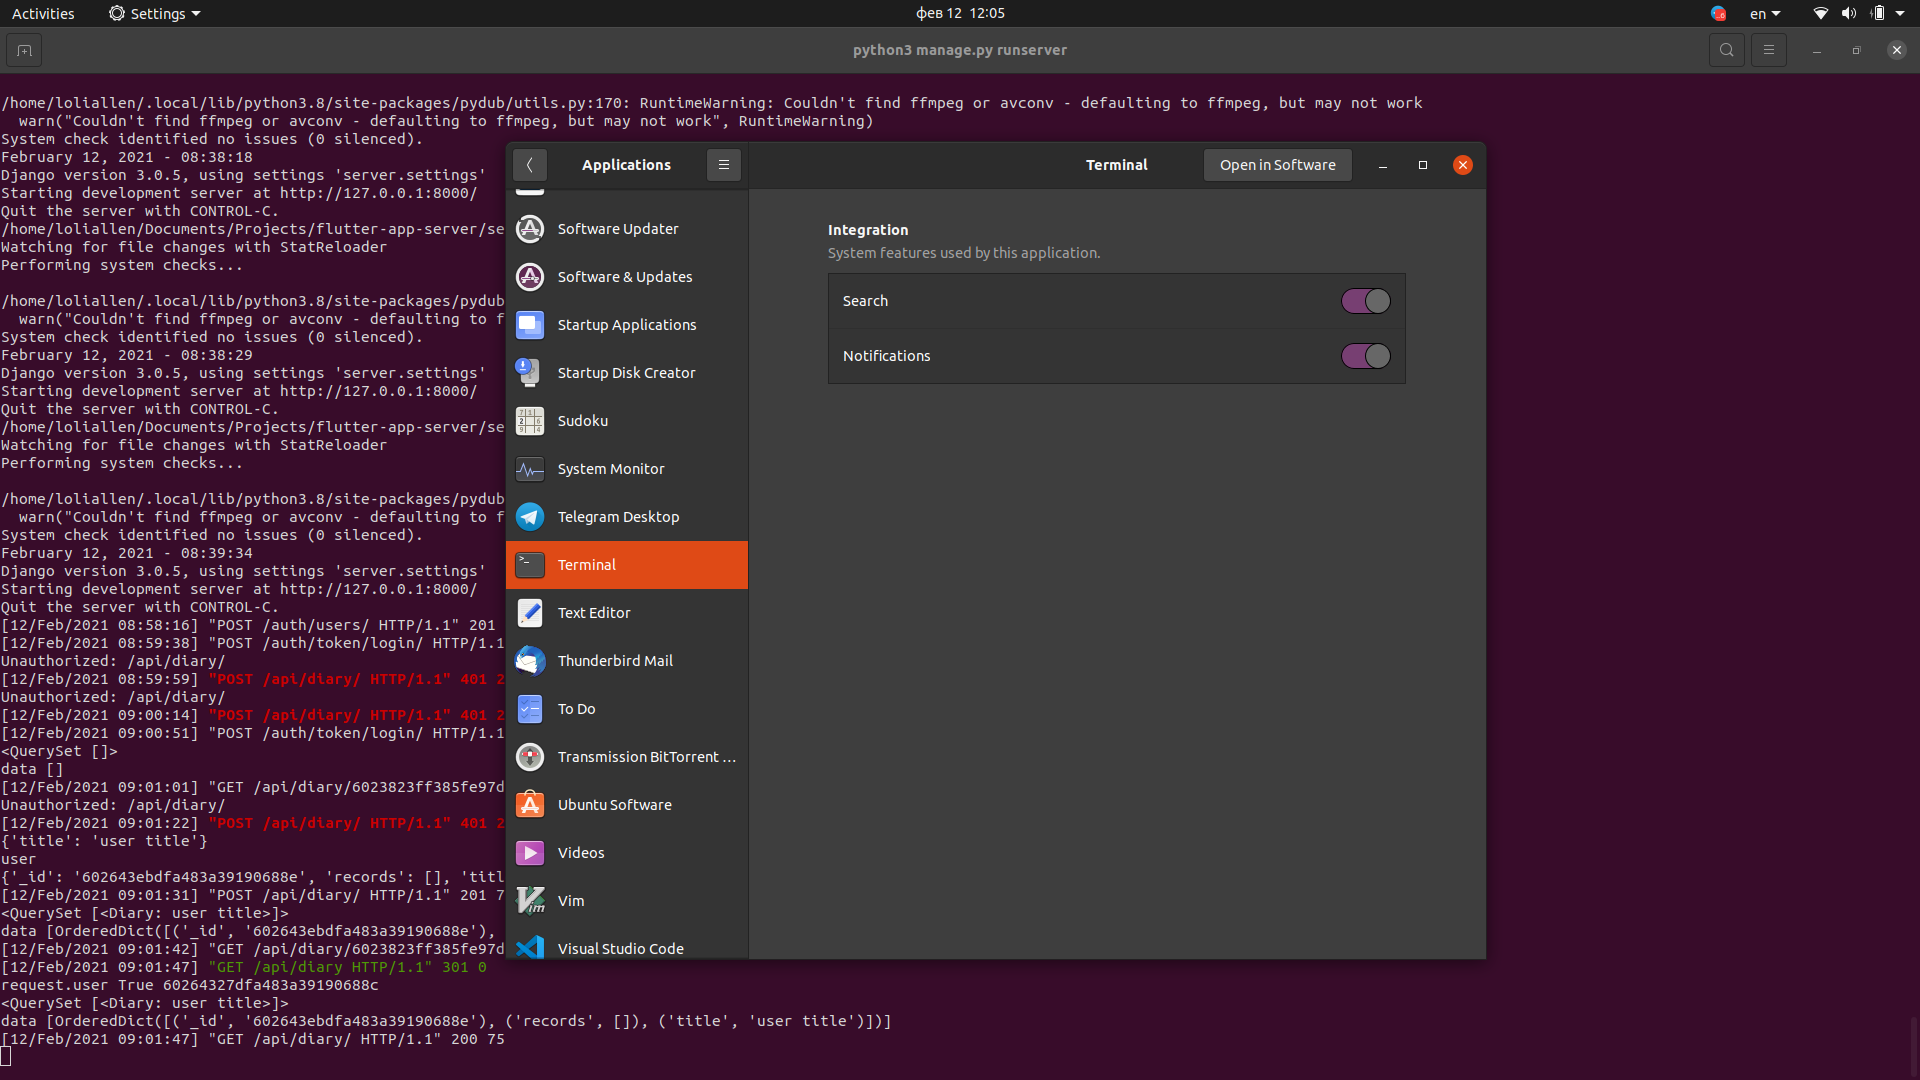 Activities
Settings
фев 12 12:05
en
python3 manage.py runserver
/home/loliallen/.local/lib/python3.8/site-packages/pydub/utils.py:170: RuntimeWarning: Couldn't find ffmpeg or avconv - defaulting to ffmpeg, but may not work
warn("Couldn't find ffmpeg or avconv - defaulting to ffmpeg, but may not work", RuntimeWarning)
System check identified no issues (0 silenced).
February 12, 2021 - 08:38:18
Django version 3.0.5, using settings 'server.settings'
Starting development server at http://127.0.0.1:8000/
Quit the server with CONTROL-C.
/home/loliallen/Documents/Projects/flutter-app-server/se
Watching for file changes with StatReloader
Performing system checks...
/home/loliallen/.local/lib/python3.8/site-packages/pydub
warn("Couldn't find ffmpeg or avconv - defaulting to f
System check identified no issues (0 silenced).
February 12, 2021 - 08:38:29
Django version 3.0.5, using settings 'server.settings'
Starting development server at http://127.0.0.1:8000/
Quit the server with CONTROL-C.
/home/loliallen/Documents/Projects/flutter-app-server/se
Watching for file changes with StatReloader
Performing system checks...
/home/loliallen/.local/lib/python3.8/site-packages/pydub
warn("Couldn't find ffmpeg or avconv - defaulting to f
System check identified no issues (0 silenced).
February 12, 2021 - 08:39:34
Django version 3.0.5, using settings 'server.settings'
Starting development server at http://127.0.0.1:8000/
Quit the server with CONTROL-C.
[12/Feb/2021 08:58:16] "POST /auth/users/ HTTP/1.1" 201
[12/Feb/2021 08:59:38] "POST /auth/token/login/ HTTP/1.1
Unauthorized: /api/diary/
[12/Feb/2021 08:59:59] "POST /api/diary/ HTTP/1.1" 401 2
Unauthorized: /api/diary/
[12/Feb/2021 09:00:14] "POST /api/diary/ HTTP/1.1" 401 2
[12/Feb/2021 09:00:51] "POST /auth/token/login/ HTTP/1.1
<QuerySet []>
data []
[12/Feb/2021 09:01:01] "GET /api/diary/6023823ff385fe97d
Unauthorized: /api/diary/
[12/Feb/2021 09:01:22] "POST /api/diary/ HTTP/1.1" 401 2
{'title': 'user title'}
user
{'_id': '602643ebdfa483a39190688e', 'records': [], 'titl
[12/Feb/2021 09:01:31] "POST /api/diary/ HTTP/1.1" 201 7
<QuerySet [<Diary: user title>]>
data [OrderedDict([('_id', '602643ebdfa483a39190688e'),
[12/Feb/2021 09:01:42] "GET /api/diary/6023823ff385fe97d
[12/Feb/2021 09:01:47] "GET /api/diary HTTP/1.1" 301 0
request.user True 60264327dfa483a39190688c
<QuerySet [<Diary: user title>]>
data [OrderedDict([('_id', '602643ebdfa483a39190688e'), ('records', []), ('title', 'user title')])]
[12/Feb/2021 09:01:47] "GET /api/diary/ HTTP/1.1" 200 75
Applications
Software Updater
Software & Updates
Startup Applications
Startup Disk Creator
Sudoku
System Monitor
Telegram Desktop
Terminal
Text Editor
Thunderbird Mail
To Do
Transmission BitTorrent ...
Ubuntu Software
Videos
Vim
Visual Studio Code
Terminal
Open in Software
Integration
System features used by this application.
Search
Notifications